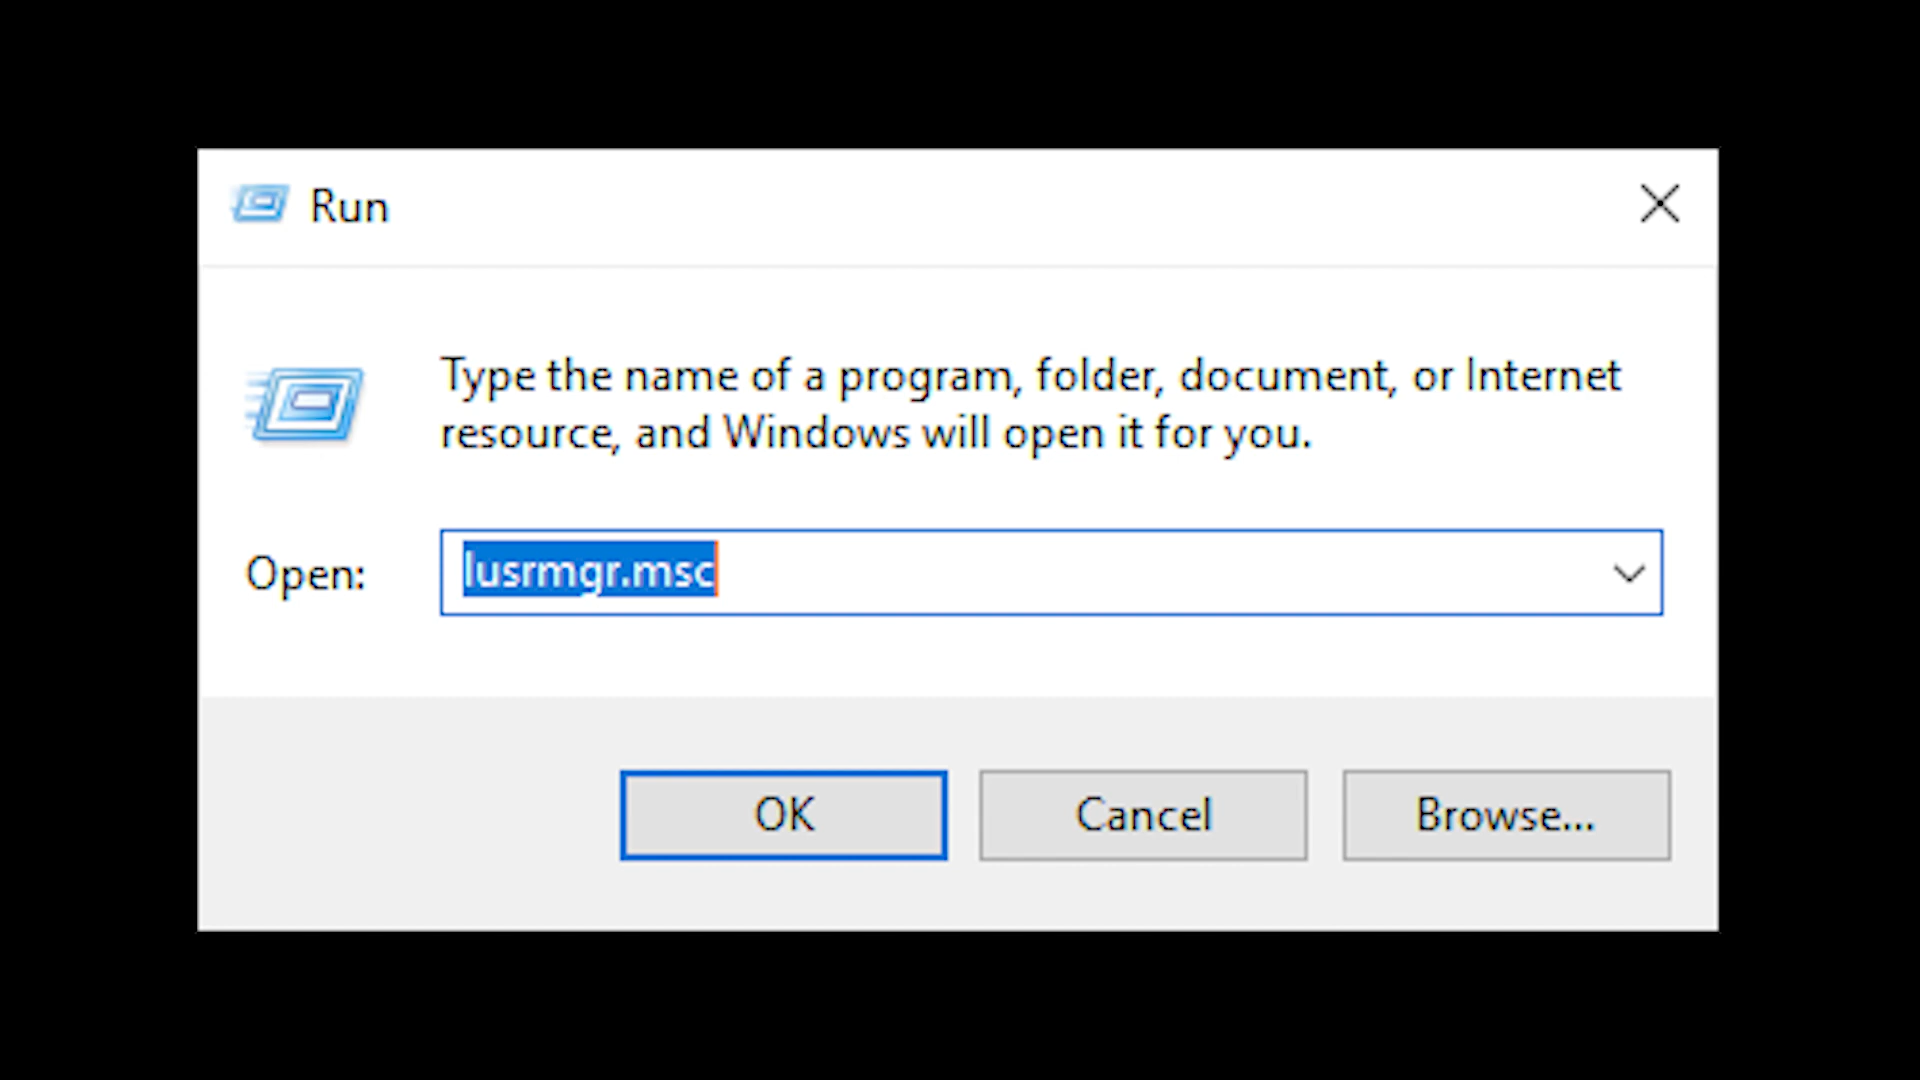 Run
Type the name of a program, folder, document, or Internet
resource, and Windows will open it for you.
Open:
lusrmgr.msc
OK
Cancel
Browse...